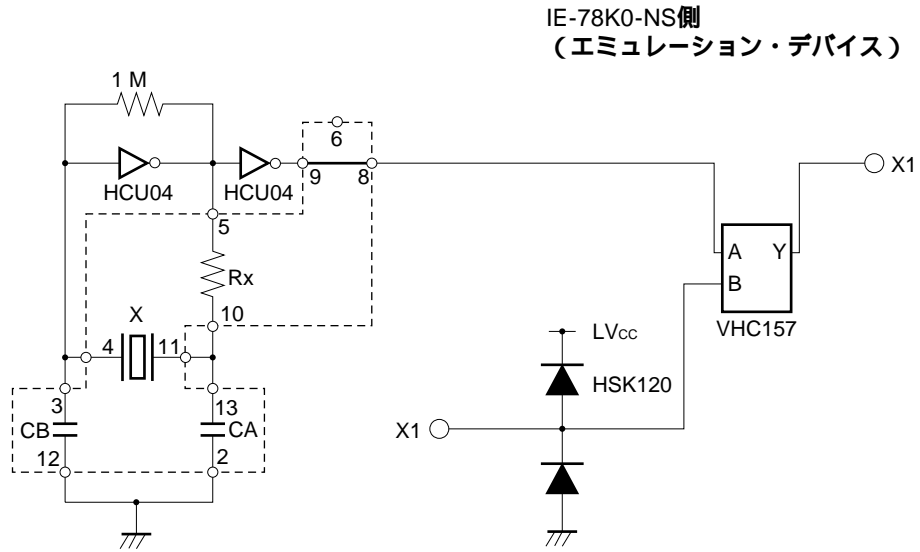 IE-78K0-NS側
（エミュレーション・デバイス）
1 M
6
9
8
HCU04
HCU04
X1
5
A
Y
B
Rx
VHC157
X
10
4
11
LVcc
HSK120
3
13
CB
CA
X1
12
2